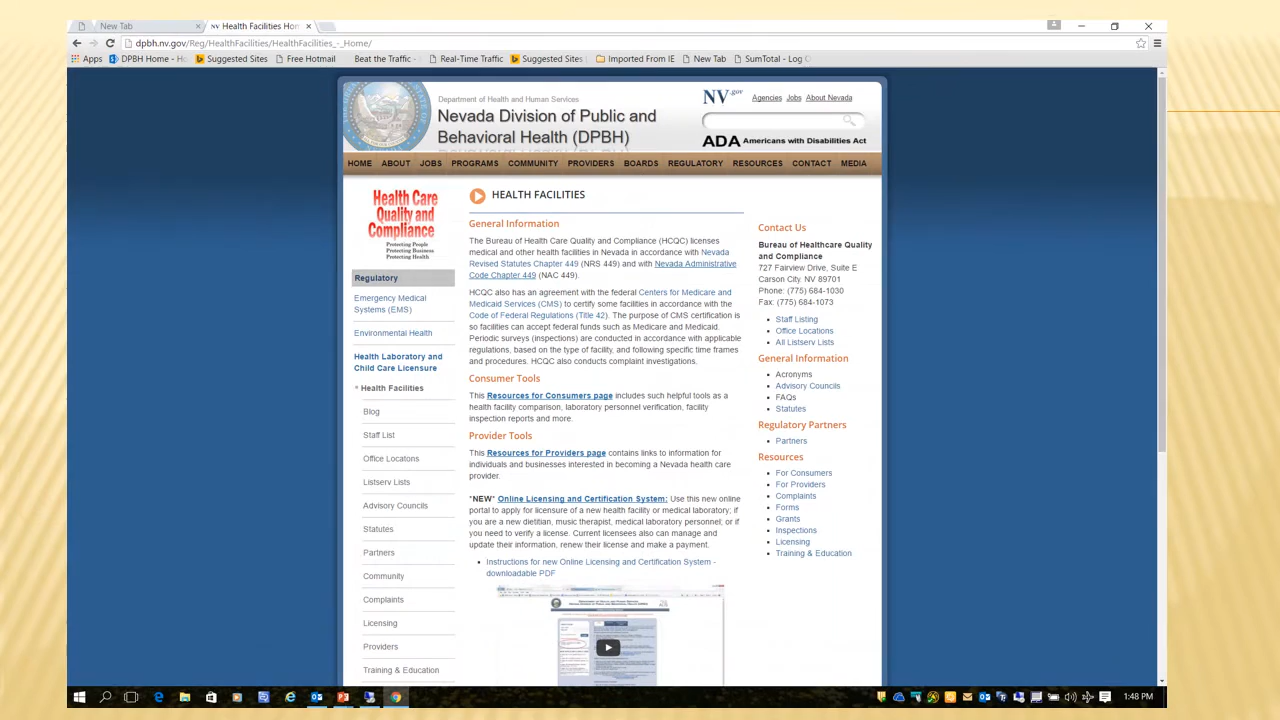 New Tab
NV Health Facilities Hom
dpbh.nv.gov/Reg/HealthFacilities/HealthFacilities_-_Home/
Apps DPBH Home - Ho Suggested Sites Free Hotmail Beat the Traffic - Real-Time Traffic Suggested Sites Imported From IE New Tab SumTotal - Log O
Department of Health and Human Services
Nevada Division of Public and
Behavioral Health (DPBH)
NV.gov Agencies Jobs About Nevada
ADA Americans with Disabilities Act
HOME ABOUT JOBS PROGRAMS COMMUNITY PROVIDERS BOARDS REGULATORY RESOURCES CONTACT MEDIA
Health Care
Quality and
Compliance
Protecting People
Protecting Business
Protecting Health
Regulatory
Emergency Medical
Systems (EMS)
Environmental Health
Health Laboratory and
Child Care Licensure
* Health Facilities
Blog
Staff List
Office Locatons
Listserv Lists
Advisory Councils
Statutes
Partners
Community
Complaints
Licensing
Providers
Training & Education
HEALTH FACILITIES
General Information
The Bureau of Health Care Quality and Compliance (HCQC) licenses
medical and other health facilities in Nevada in accordance with Nevada
Revised Statutes Chapter 449 (NRS 449) and with Nevada Administrative
Code Chapter 449 (NAC 449).
HCQC also has an agreement with the federal Centers for Medicare and
Medicaid Services (CMS) to certify some facilities in accordance with the
Code of Federal Regulations (Title 42). The purpose of CMS certification is
so facilities can accept federal funds such as Medicare and Medicaid.
Periodic surveys (inspections) are conducted in accordance with applicable
regulations, based on the type of facility, and following specific time frames
and procedures. HCQC also conducts complaint investigations.
Consumer Tools
This Resources for Consumers page includes such helpful tools as a
health facility comparison, laboratory personnel verification, facility
inspection reports and more.
Provider Tools
This Resources for Providers page contains links to information for
individuals and businesses interested in becoming a Nevada health care
provider.
*NEW* Online Licensing and Certification System: Use this new online
portal to apply for licensure of a new health facility or medical laboratory; if
you are a new dietitian, music therapist, medical laboratory personnel; or if
you need to verify a license. Current licensees also can manage and
update their information, renew their license and make a payment.
Instructions for new Online Licensing and Certification System -
downloadable PDF
Contact Us
Bureau of Healthcare Quality
and Compliance
727 Fairview Drive, Suite E
Carson City, NV 89701
Phone: (775) 684-1030
Fax: (775) 684-1073
Staff Listing
Office Locations
All Listserv Lists
General Information
Acronyms
Advisory Councils
FAQs
Statutes
Regulatory Partners
Partners
Resources
For Consumers
For Providers
Complaints
Forms
Grants
Inspections
Licensing
Training & Education
1:48 PM